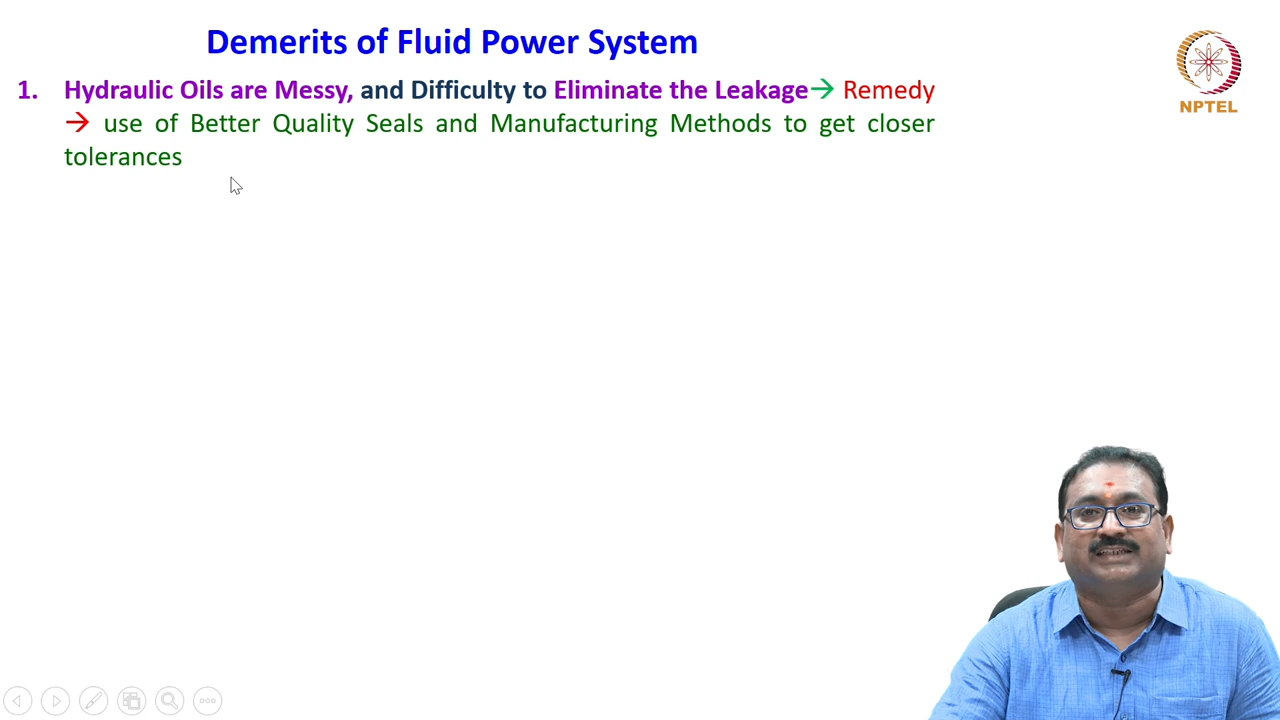 Demerits of Fluid Power System
1. Hydraulic Oils are Messy, and Difficulty to Eliminate the Leakage→ Remedy
→ use of Better Quality Seals and Manufacturing Methods to get closer
tolerances
NPTEL